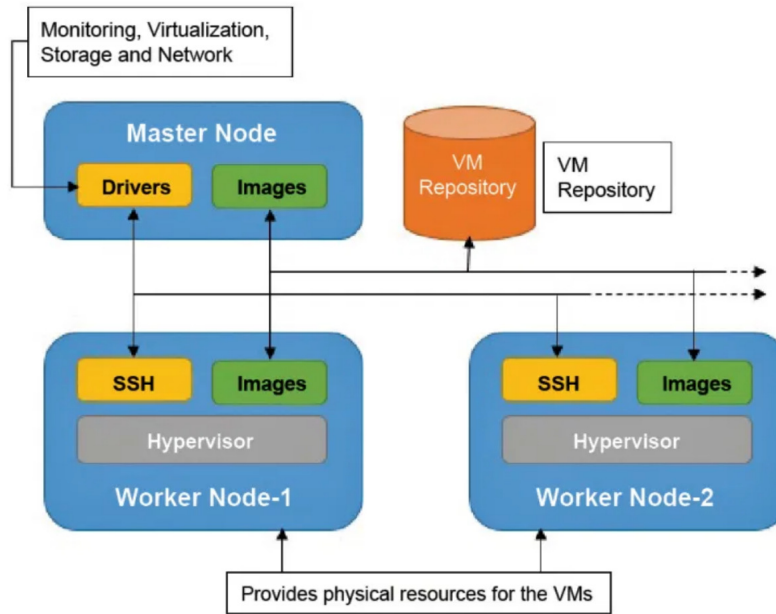 Monitoring, Virtualization,
Storage and Network
Master Node
Drivers
Images
VM
Repository
VM
Repository
SSH
Images
Hypervisor
Worker Node-1
SSH
Images
Hypervisor
Worker Node-2
Provides physical resources for the VMs